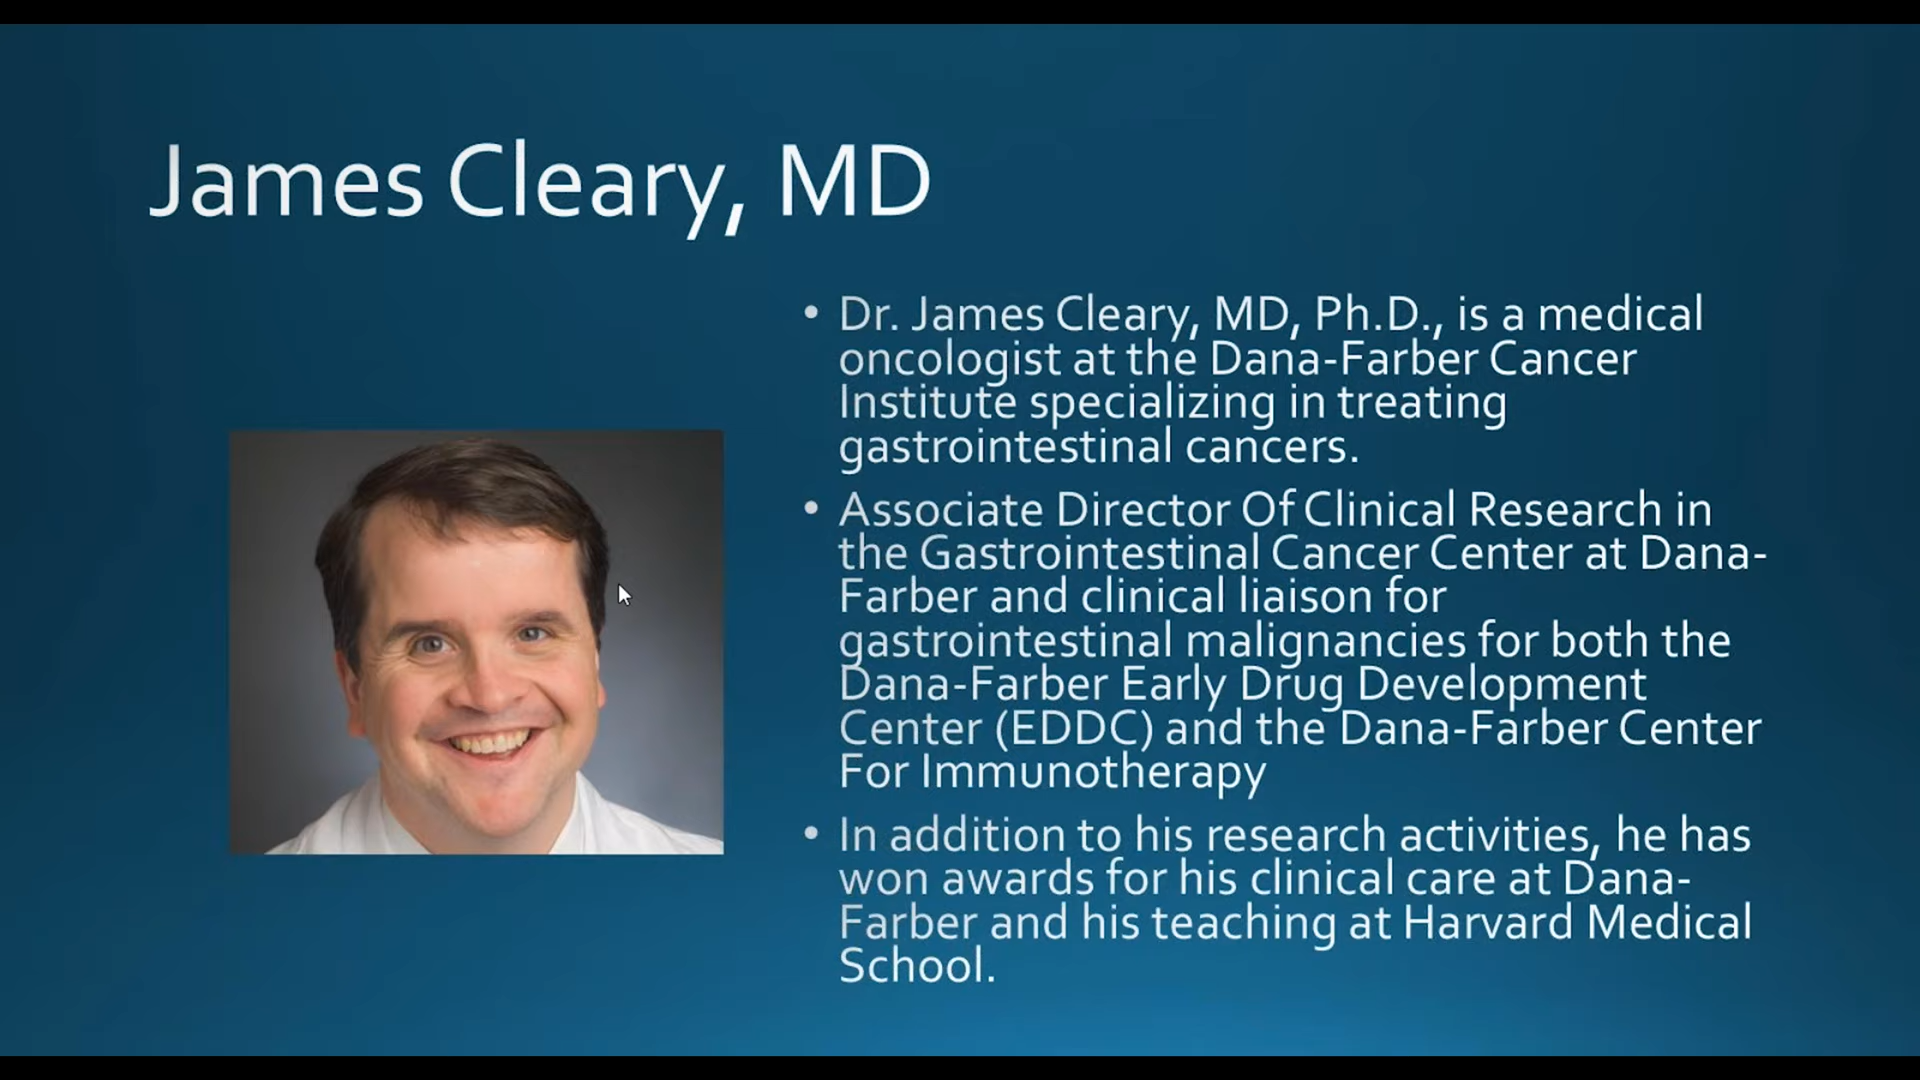 James Cleary, MD
• Dr. James Cleary, MD, Ph.D., is a medical
oncologist at the Dana-Farber Cancer
Institute specializing in treating
gastrointestinal cancers.
• Associate Director Of Clinical Research in
the Gastrointestinal Cancer Center at Dana-
Farber and clinical liaison for
gastrointestinal malignancies for both the
Dana-Farber Early Drug Development
Center (EDDC) and the Dana-Farber Center
For Immunotherapy
• In addition to his research activities, he has
won awards for his clinical care at Dana-
Farber and his teaching at Harvard Medical
School.